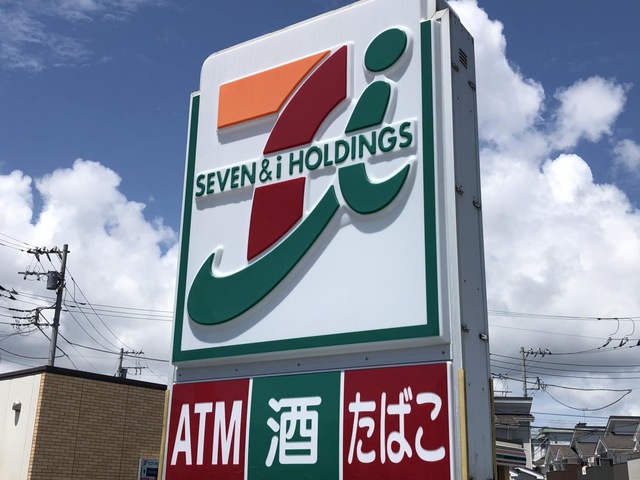 SEVEN & i HOLDINGS
ATM 酒 たばこ